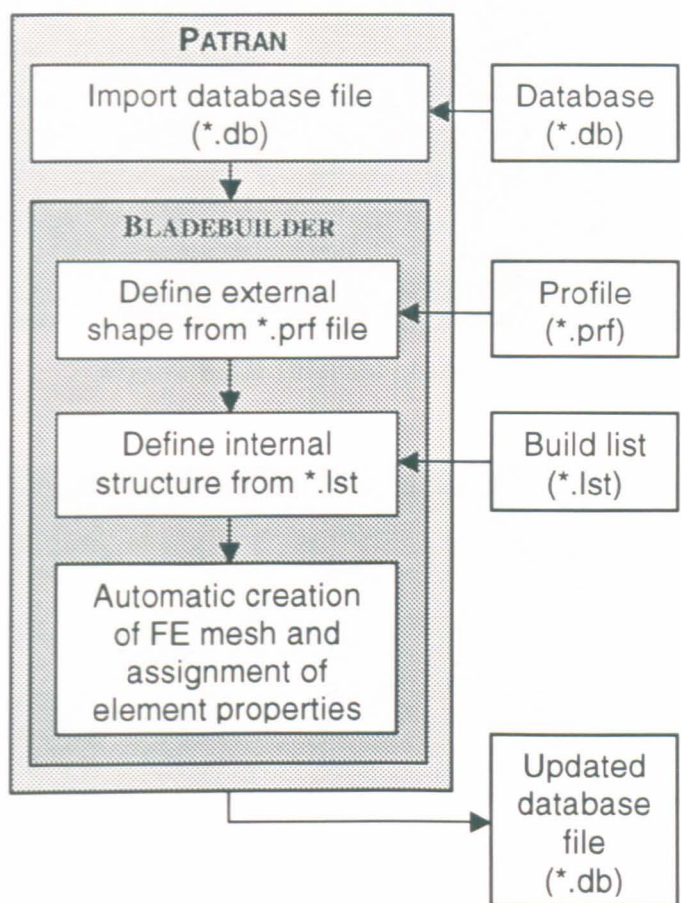 PATRAN
Import database file
(*.db)
Database
(*.db)
BLADEBUILDER
Define external
shape from *.prf file
Profile
(*.prf)
Define internal
structure from *.lst
Build list
(*.lst)
Automatic creation
of FE mesh and
assignment of
element properties
Updated
database
file
(*.db)